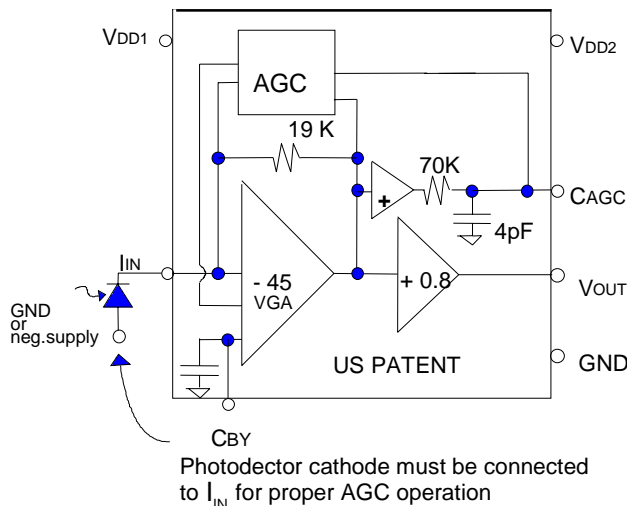 VDD1
VDD2
AGC
19 K
70K
+
CAGC
4pF
IIN
- 45
VGA
+ 0.8
VOUT
GND
or
neg.supply
GND
US PATENT
CBY
Photodector cathode must be connected
to IIN for proper AGC operation